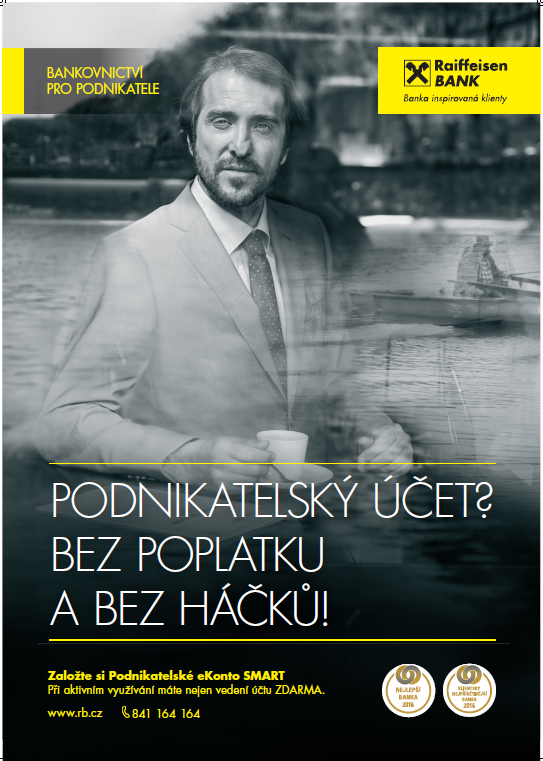 BANKOVNICTVÍ
PRO PODNIKATELE
Raiffeisen
BANK
Banka inspirovaná klienty
PODNIKATELSKÝ ÚČET?
BEZ POPLATKU
A BEZ HÁČKŮ!
Založte si Podnikatelské eKonto SMART
Při aktivním využívání máte nejen vedení účtu ZDARMA.
www.rb.cz 841 164 164
NEJLEPŠÍ
BANKA
2016
KLIENTSKY
NEJPŘÍVĚTIVĚJŠÍ
BANKA
2016